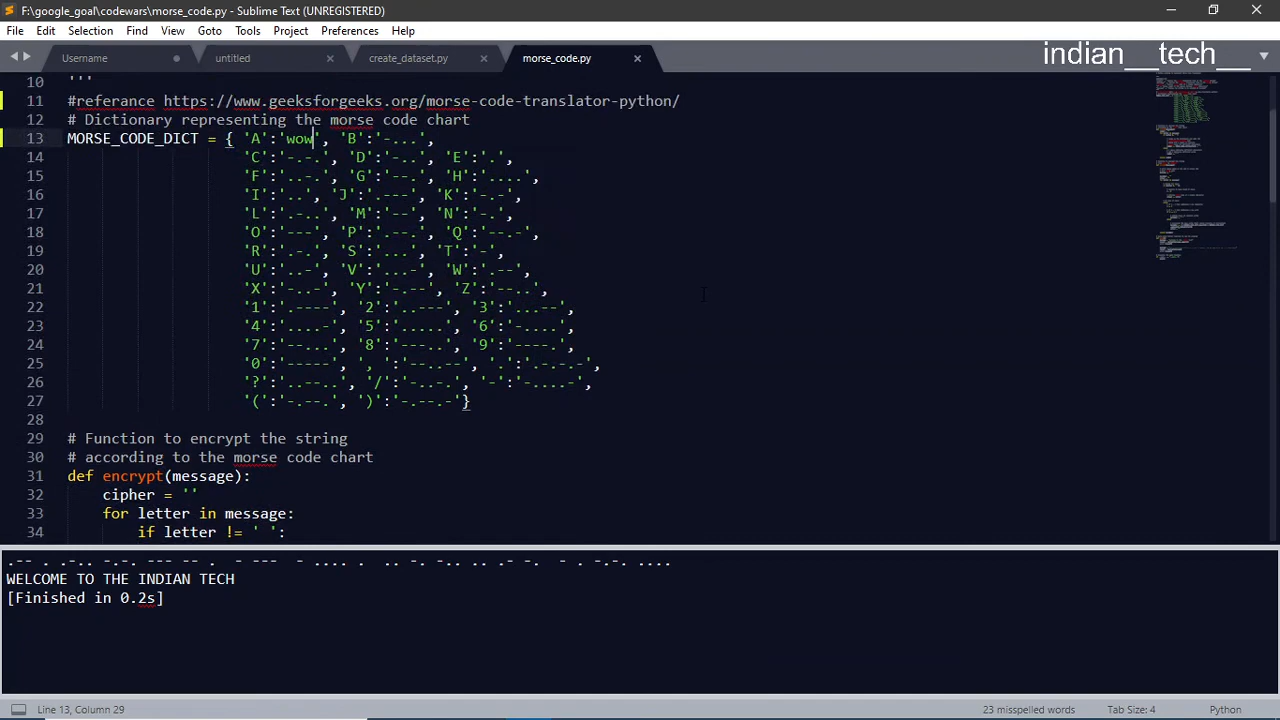 F:\google_goal\codewars\morse_code.py - Sublime Text (UNREGISTERED)
File Edit Selection Find View Goto Tools Project Preferences Help
Username untitled create_dataset.py morse_code.py indian__tech__
10 '''
11 #referance https://www.geeksforgeeks.org/morse-code-translator-python/
12 # Dictionary representing the morse code chart
13 MORSE_CODE_DICT = { 'A':'wow', 'B':'-...',
14 'C':'-.-.', 'D':'-..', 'E':'.',
15 'F':'..-.', 'G':'--.', 'H':'....',
16 'I':'..', 'J':'.---', 'K':'-.-',
17 'L':'.-..', 'M':'--', 'N':'-.',
18 'O':'---', 'P':'.--.', 'Q':'--.-',
19 'R':'.-.', 'S':'...', 'T':'-',
20 'U':'..-', 'V':'...-', 'W':'.--',
21 'X':'-..-', 'Y':'-.--', 'Z':'--..',
22 '1':'.----', '2':'..---', '3':'...--',
23 '4':'....-', '5':'.....', '6':'-....',
24 '7':'--...', '8':'---..', '9':'----.',
25 '0':'-----', ', ':'--..--', '.':'.-.-.-',
26 '?':'..--..', '/':'-..-.', '-':'-....-',
27 '(':'-.--.', ')':'-.--.-'}
28
29 # Function to encrypt the string
30 # according to the morse code chart
31 def encrypt(message):
32 cipher = ''
33 for letter in message:
34 if letter != ' ':
.-- . .-.. -.-. --- -- .  - ---  - .... .  .. -. -.. .. .- -.  - . -.-. ....
WELCOME TO THE INDIAN TECH
[Finished in 0.2s]
Line 13, Column 29 23 misspelled words Tab Size: 4 Python